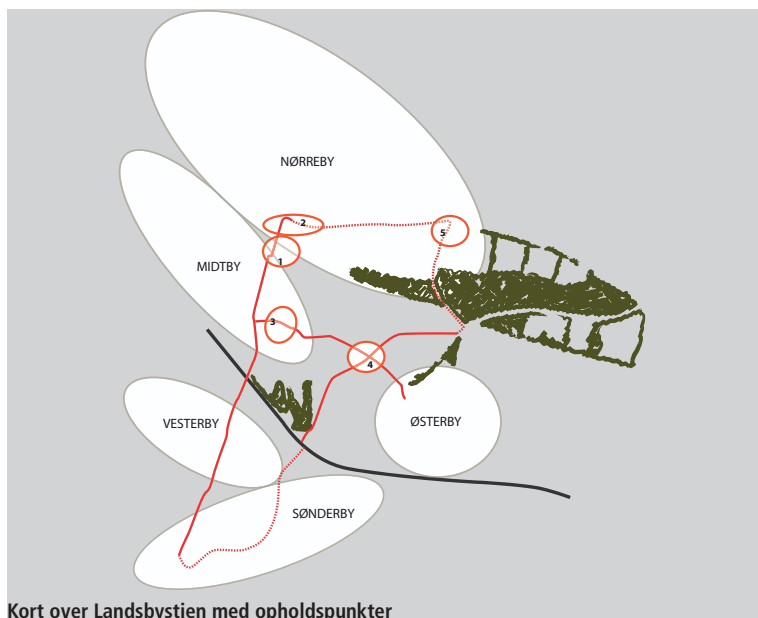 NØRREBY
2
5
1
MIDTBY
3
4
VESTERBY
ØSTERBY
SØNDERBY
Kort over Landsbystien med opholdspunkter